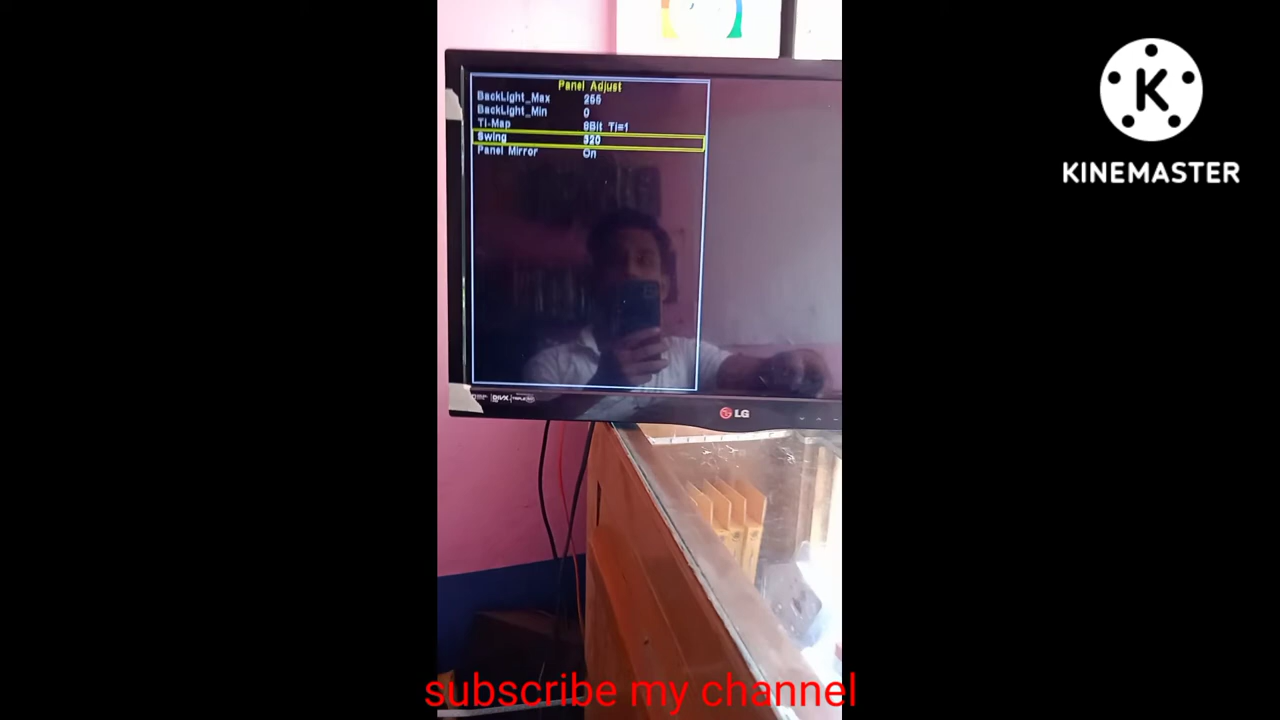 Panel Adjust
BackLight_Max 255
BackLight_Min 0
TI-Map 8Bit Ti=1
Swing 320
Panel Mirror On
DIVX
LG
K
KINEMASTER
subscribe my channel